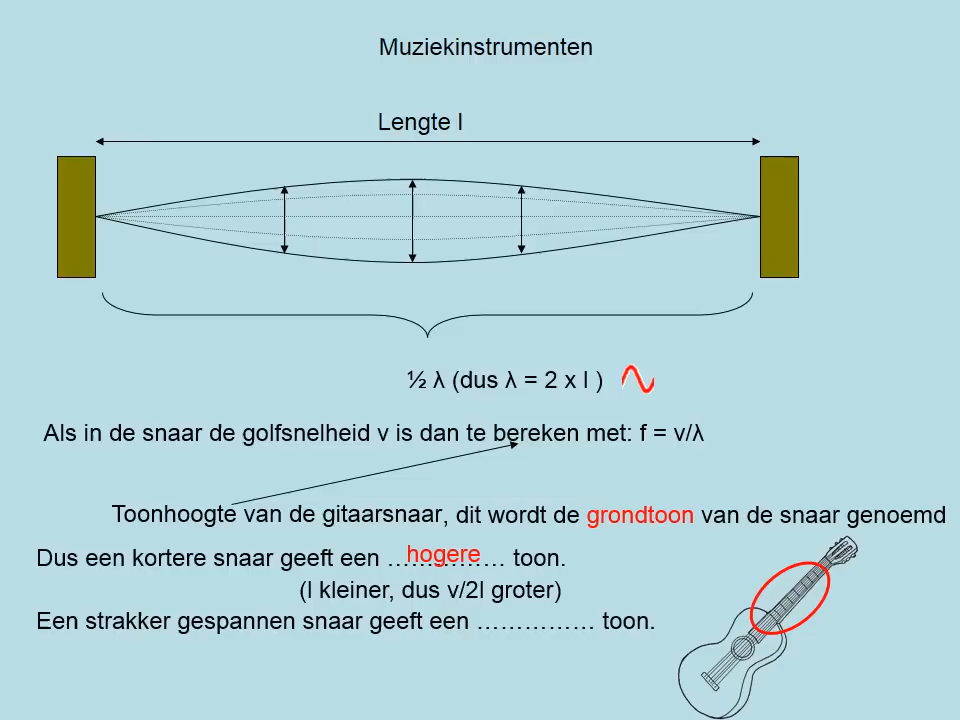 Muziekinstrumenten
Lengte l
½ λ (dus λ = 2 x l )
Als in de snaar de golfsnelheid v is dan te bereken met: f = v/λ
Toonhoogte van de gitaarsnaar, dit wordt de grondtoon van de snaar genoemd
Dus een kortere snaar geeft een …hogere… toon.
(l kleiner, dus v/2l groter)
Een strakker gespannen snaar geeft een …………… toon.